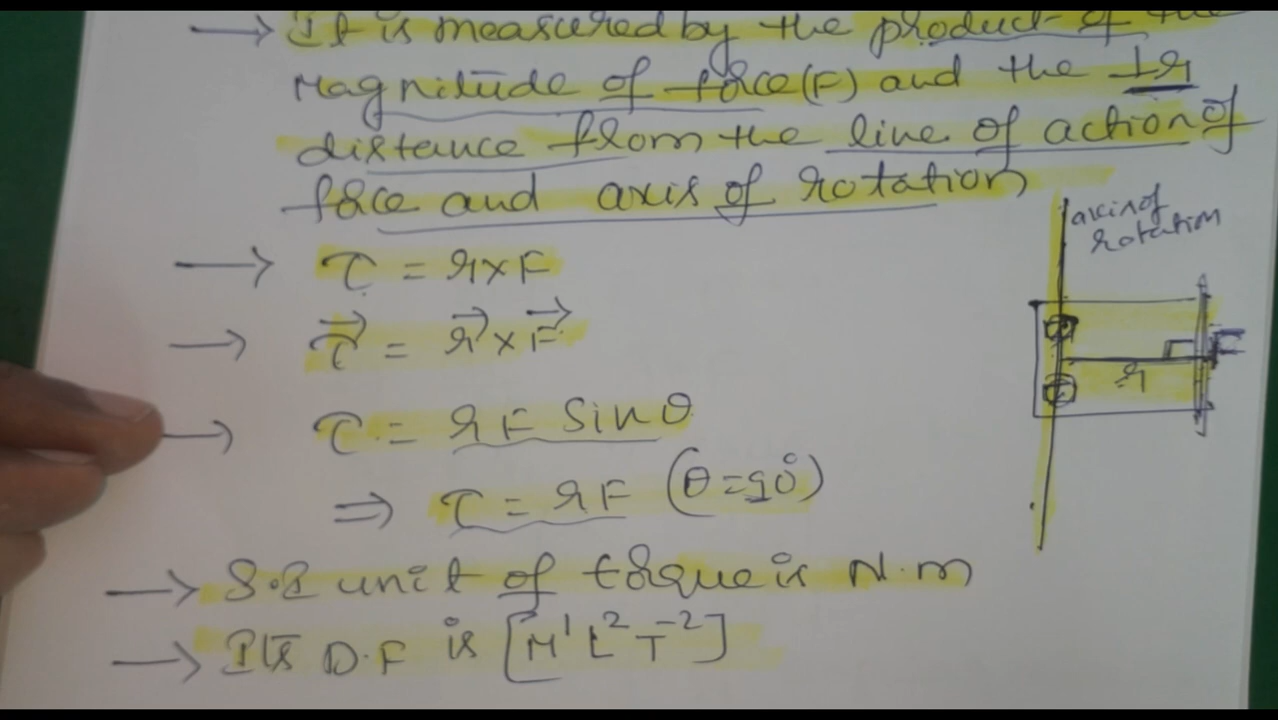 → It is measured by the product of the
Magnitude of force (F) and the ⊥r
distance from the line of action of
force and axis of rotation
axis of
rotation
→ τ = r×F
→ τ⃗ = r⃗×F⃗
F
r
→ τ = rF Sinθ
⇒ τ = rF (θ=90°)
→ S.I unit of torque is N.m
→ Its D.F is [M¹L²T⁻²]